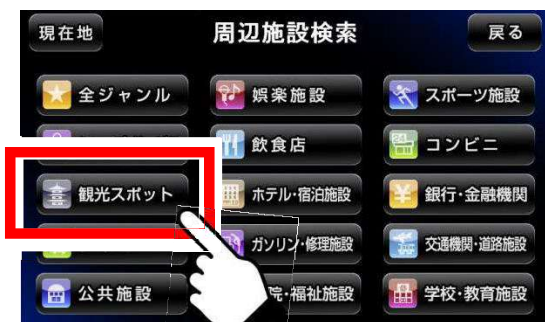 現在地 周辺施設検索 戻る
全ジャンル 娯楽施設 スポーツ施設
飲食店 24 コンビニ
観光スポット ホテル・宿泊施設 銀行・金融機関
ガソリン・修理施設 交通機関・道路施設
公共施設 院・福祉施設 学校・教育施設